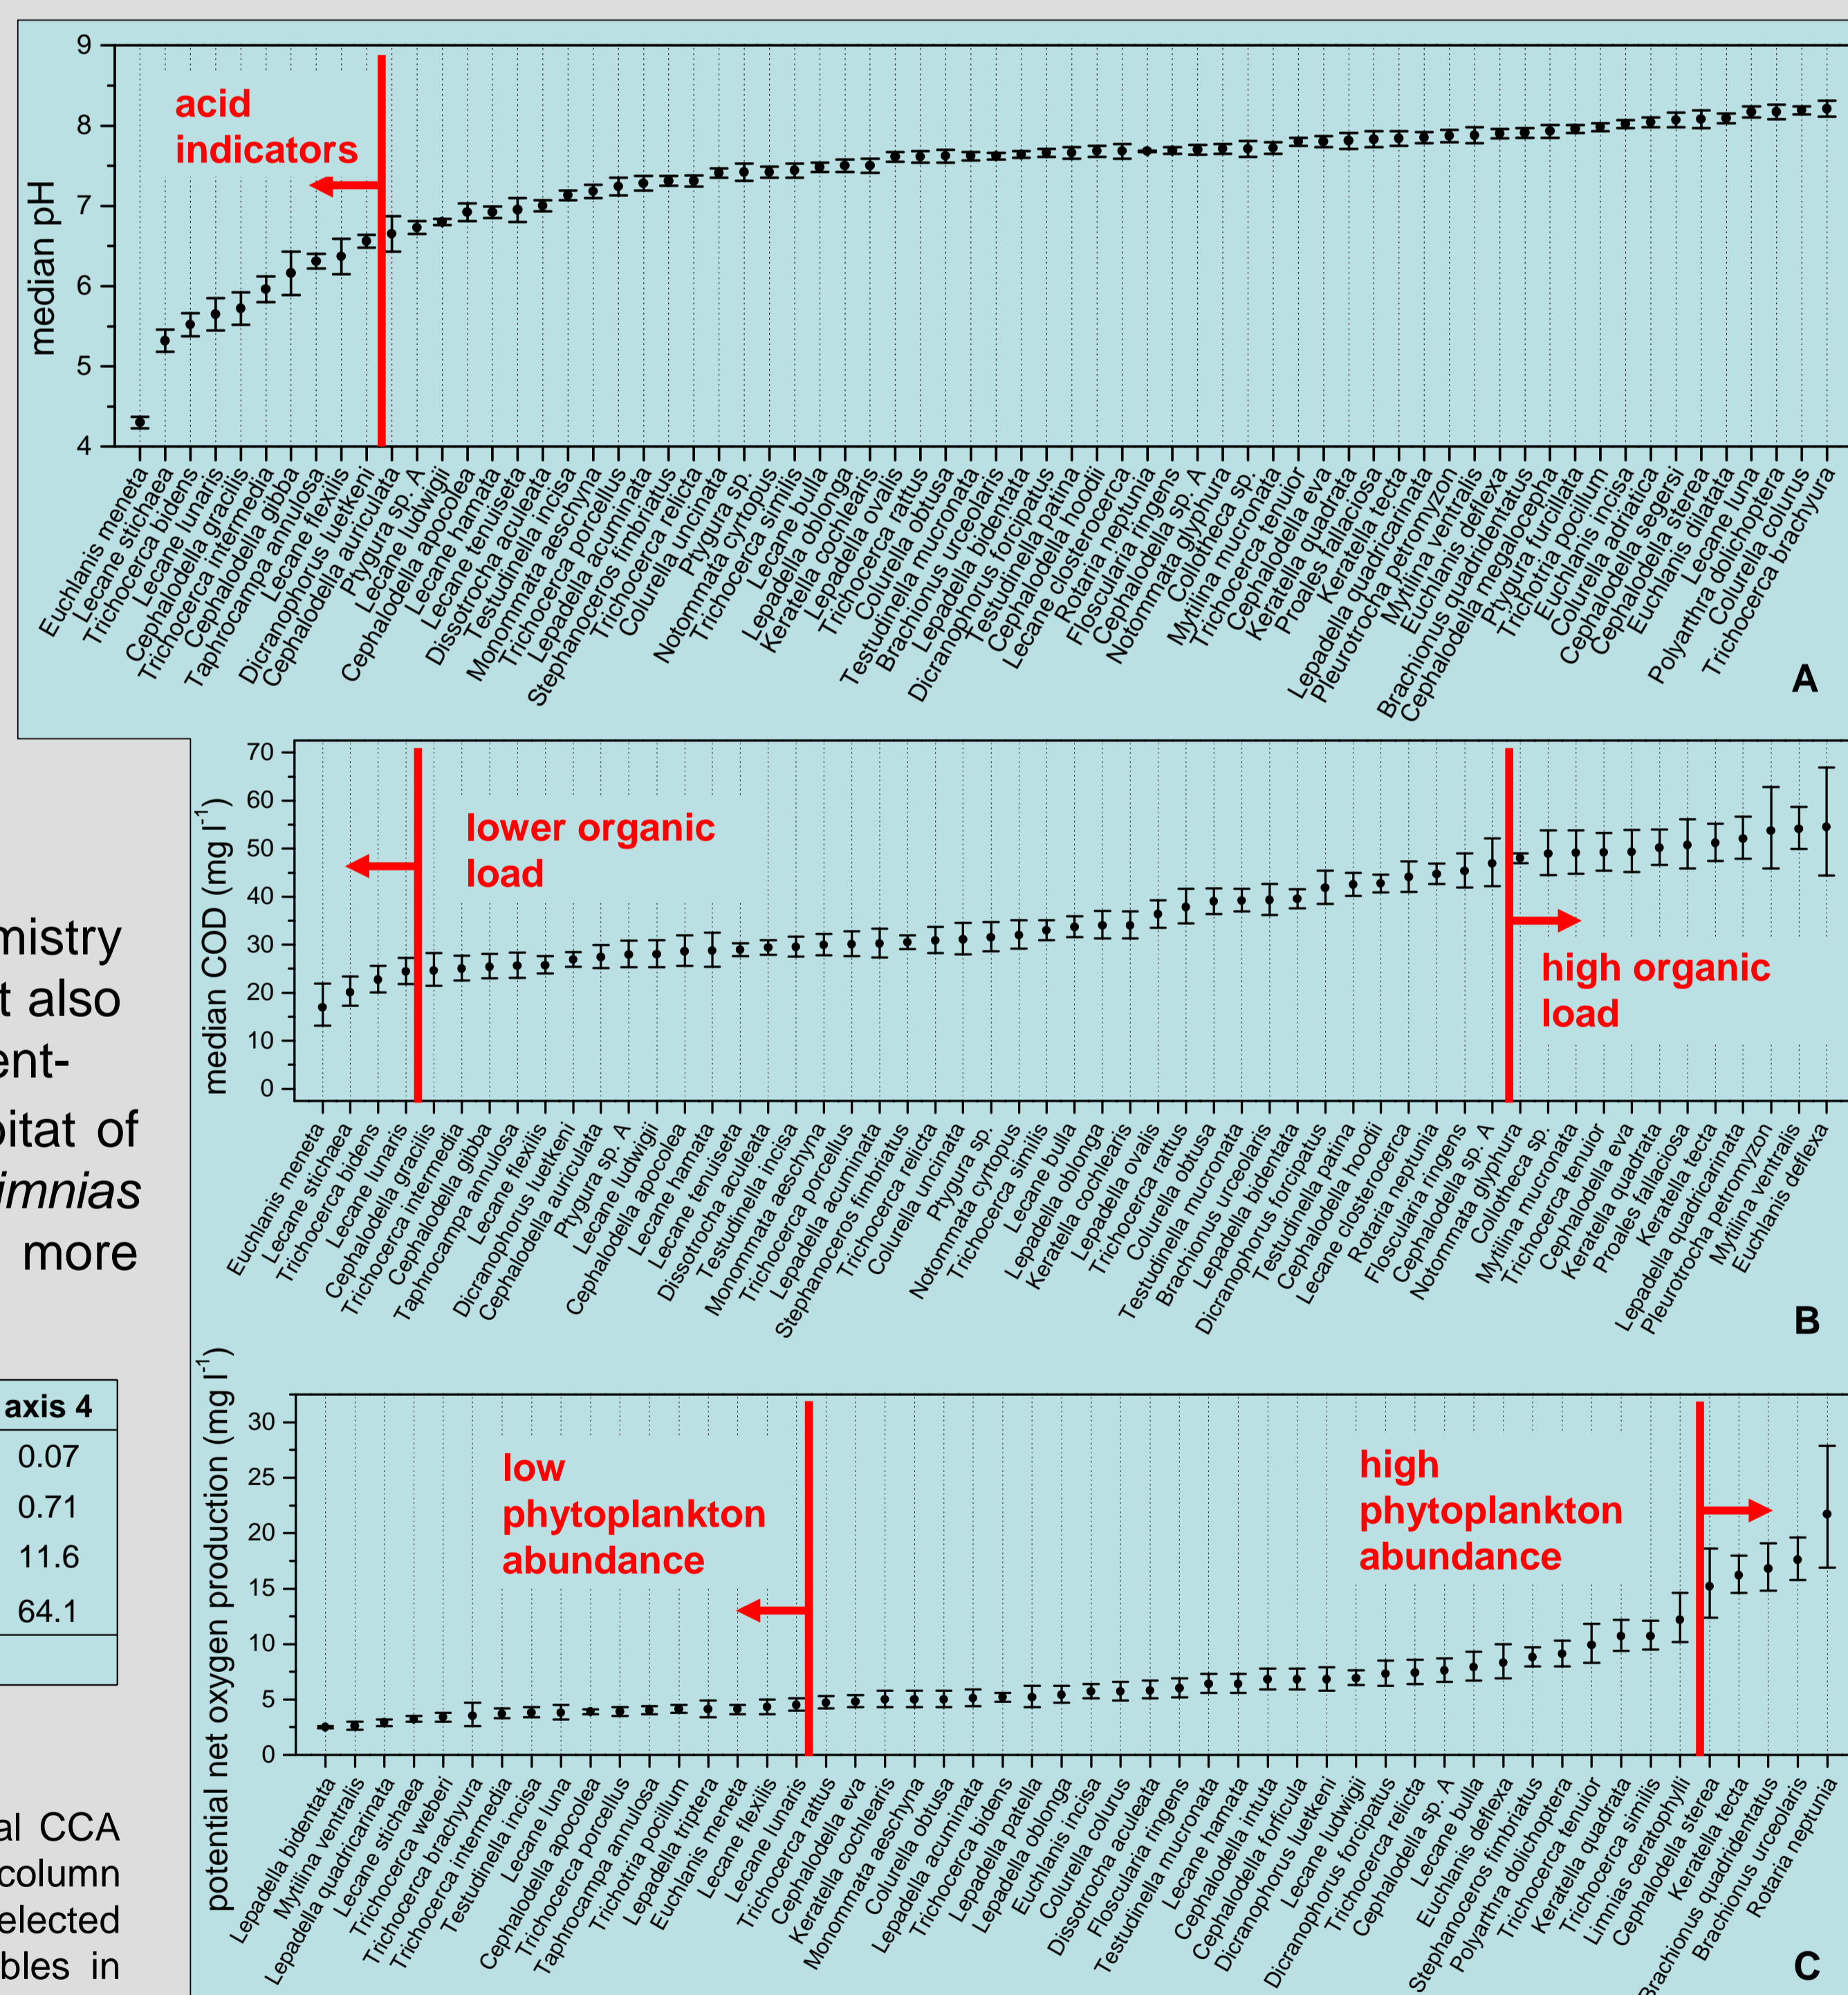 9
8
7
6
5
4
median pH
acid
indicators
Euchlanis meneta
Lecane stichaea
Trichocerca bidens
Lecane lunaris
Cephalodella gracilis
Trichocerca intermedia
Cephalodella gibba
Taphrocampa annulosa
Lecane flexilis
Dicranophorus luetkeni
Cephalodella auriculata
Ptygura sp. A
Lecane ludwigii
Cephalodella apocolea
Lecane hamata
Lecane tenuiseta
Dissotrocha aculeata
Testudinella incisa
Monommata aeschyna
Trichocerca porcellus
Lepadella acuminata
Stephanoceros fimbriatus
Trichocerca relicta
Colurella uncinata
Ptygura sp.
Notommata cyrtopus
Trichocerca similis
Lecane bulla
Lepadella oblonga
Keratella cochlearis
Lepadella ovalis
Trichocerca rattus
Colurella obtusa
Testudinella mucronata
Brachionus urceolaris
Lepadella bidentata
Dicranophorus forcipatus
Testudinella patina
Cephalodella hoodii
Lecane closterocerca
Rotaria neptunia
Floscularia ringens
Cephalodella sp. A
Notommata glyphura
Collotheca sp.
Mytilina mucronata
Trichocerca tenuior
Cephalodella eva
Keratella quadrata
Proales fallaciosa
Keratella tecta
Lepadella quadricarinata
Pleurotrocha petromyzon
Mytilina ventralis
Euchlanis deflexa
Brachionus quadridentatus
Cephalodella megalocepha
Ptygura furcillata
Trichotria pocillum
Euchlanis incisa
Colurella adriatica
Cephalodella segersi
Cephalodella sterea
Euchlanis dilatata
Lecane luna
Polyarthra dolichoptera
Colurella colurus
Trichocerca brachyura
A
70
60
50
40
30
20
10
0
median COD (mg l-1)
lower organic
load
high organic
load
Euchlanis meneta
Lecane stichaea
Trichocerca bidens
Lecane lunaris
Cephalodella gracilis
Trichocerca intermedia
Cephalodella gibba
Taphrocampa annulosa
Lecane flexilis
Dicranophorus luetkeni
Cephalodella auriculata
Ptygura sp. A
Lecane ludwigii
Cephalodella apocolea
Lecane hamata
Lecane tenuiseta
Dissotrocha aculeata
Testudinella incisa
Monommata aeschyna
Trichocerca porcellus
Lepadella acuminata
Stephanoceros fimbriatus
Trichocerca relicta
Colurella uncinata
Ptygura sp.
Notommata cyrtopus
Trichocerca similis
Lecane bulla
Lepadella oblonga
Keratella cochlearis
Lepadella ovalis
Trichocerca rattus
Colurella obtusa
Testudinella mucronata
Brachionus urceolaris
Lepadella bidentata
Dicranophorus forcipatus
Testudinella patina
Cephalodella hoodii
Lecane closterocerca
Rotaria neptunia
Floscularia ringens
Cephalodella sp. A
Notommata glyphura
Collotheca sp.
Mytilina mucronata
Trichocerca tenuior
Cephalodella eva
Keratella quadrata
Proales fallaciosa
Keratella tecta
Lepadella quadricarinata
Pleurotrocha petromyzon
Mytilina ventralis
Euchlanis deflexa
B
mistry
t also
ent-
bitat of
imnias
more
axis 4
0.07
0.71
11.6
64.1
al CCA
column
elected
bles in
30
25
20
15
10
5
0
potential net oxygen production (mg l-1)
low
phytoplankton
abundance
high
phytoplankton
abundance
Lepadella bidentata
Mytilina ventralis
Lepadella quadricarinata
Lecane stichaea
Trichocerca weberi
Trichocerca brachyura
Trichocerca intermedia
Testudinella incisa
Lecane luna
Cephalodella apocolea
Trichocerca porcellus
Taphrocampa annulosa
Trichotria pocillum
Lepadella triptera
Euchlanis meneta
Lecane flexilis
Lecane lunaris
Trichocerca rattus
Cephalodella eva
Keratella cochlearis
Monommata aeschyna
Colurella obtusa
Lepadella acuminata
Trichocerca bidens
Lepadella patella
Lepadella oblonga
Euchlanis incisa
Colurella colurus
Dissotrocha aculeata
Floscularia ringens
Testudinella mucronata
Lecane hamata
Cephalodella intuta
Cephalodella forficula
Dicranophorus luetkeni
Lecane ludwigii
Dicranophorus forcipatus
Trichocerca relicta
Cephalodella sp. A
Lecane bulla
Euchlanis deflexa
Stephanoceros fimbriatus
Polyarthra dolichoptera
Trichocerca tenuior
Keratella quadrata
Trichocerca similis
Limnias ceratophylli
Cephalodella sterea
Keratella tecta
Brachionus quadridentatus
Brachionus urceolaris
Rotaria neptunia
C